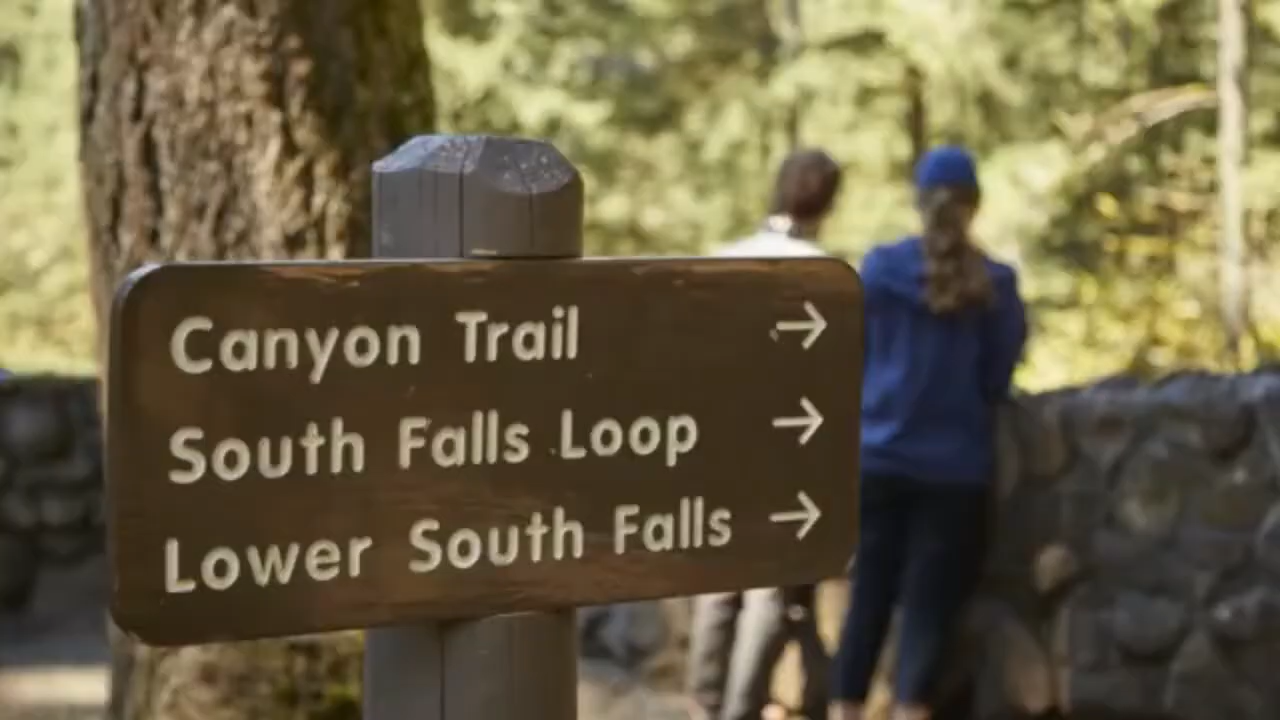 Canyon Trail →
South Falls Loop →
Lower South Falls →